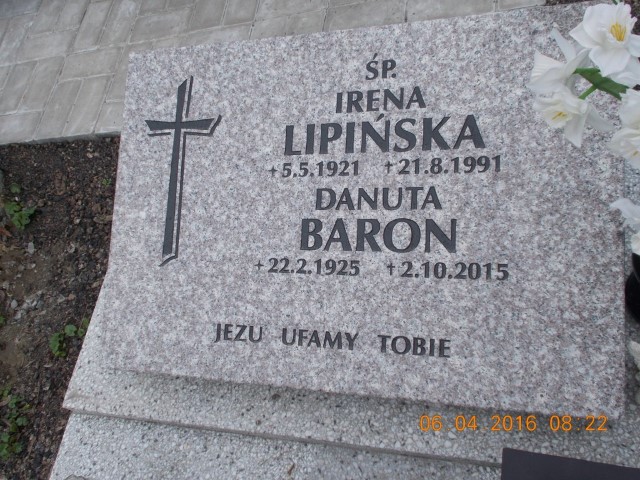 ŚP.
IRENA
LIPIŃSKA
+5.5.1921 +21.8.1991
DANUTA
BARON
+22.2.1925 +2.10.2015
JEZU UFAMY TOBIE
06 04 2016 08:22